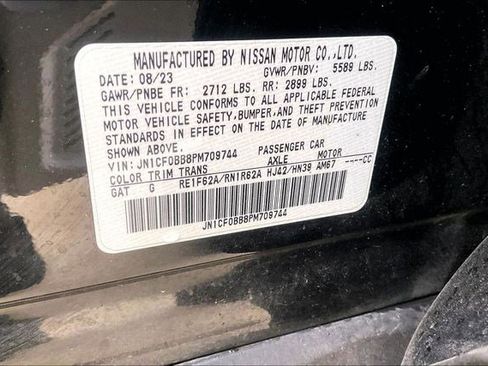 MANUFACTURED BY NISSAN MOTOR CO.,LTD.
DATE: 08/23 GVWR/PNBV: 5589 LBS.
GAWR/PNBE FR: 2712 LBS. RR: 2899 LBS.
THIS VEHICLE CONFORMS TO ALL APPLICABLE FEDERAL
MOTOR VEHICLE SAFETY, BUMPER, AND THEFT PREVENTION
STANDARDS IN EFFECT ON THE DATE OF MANUFACTURE
SHOWN ABOVE.
VIN: JN1CF0BB8PM709744 PASSENGER CAR
COLOR TRIM TRANS AXLE MOTOR
GAT G RE1F62A/RN1R62A HJ42/HN39 AM67 ----CC
JN1CF0BB8PM709744